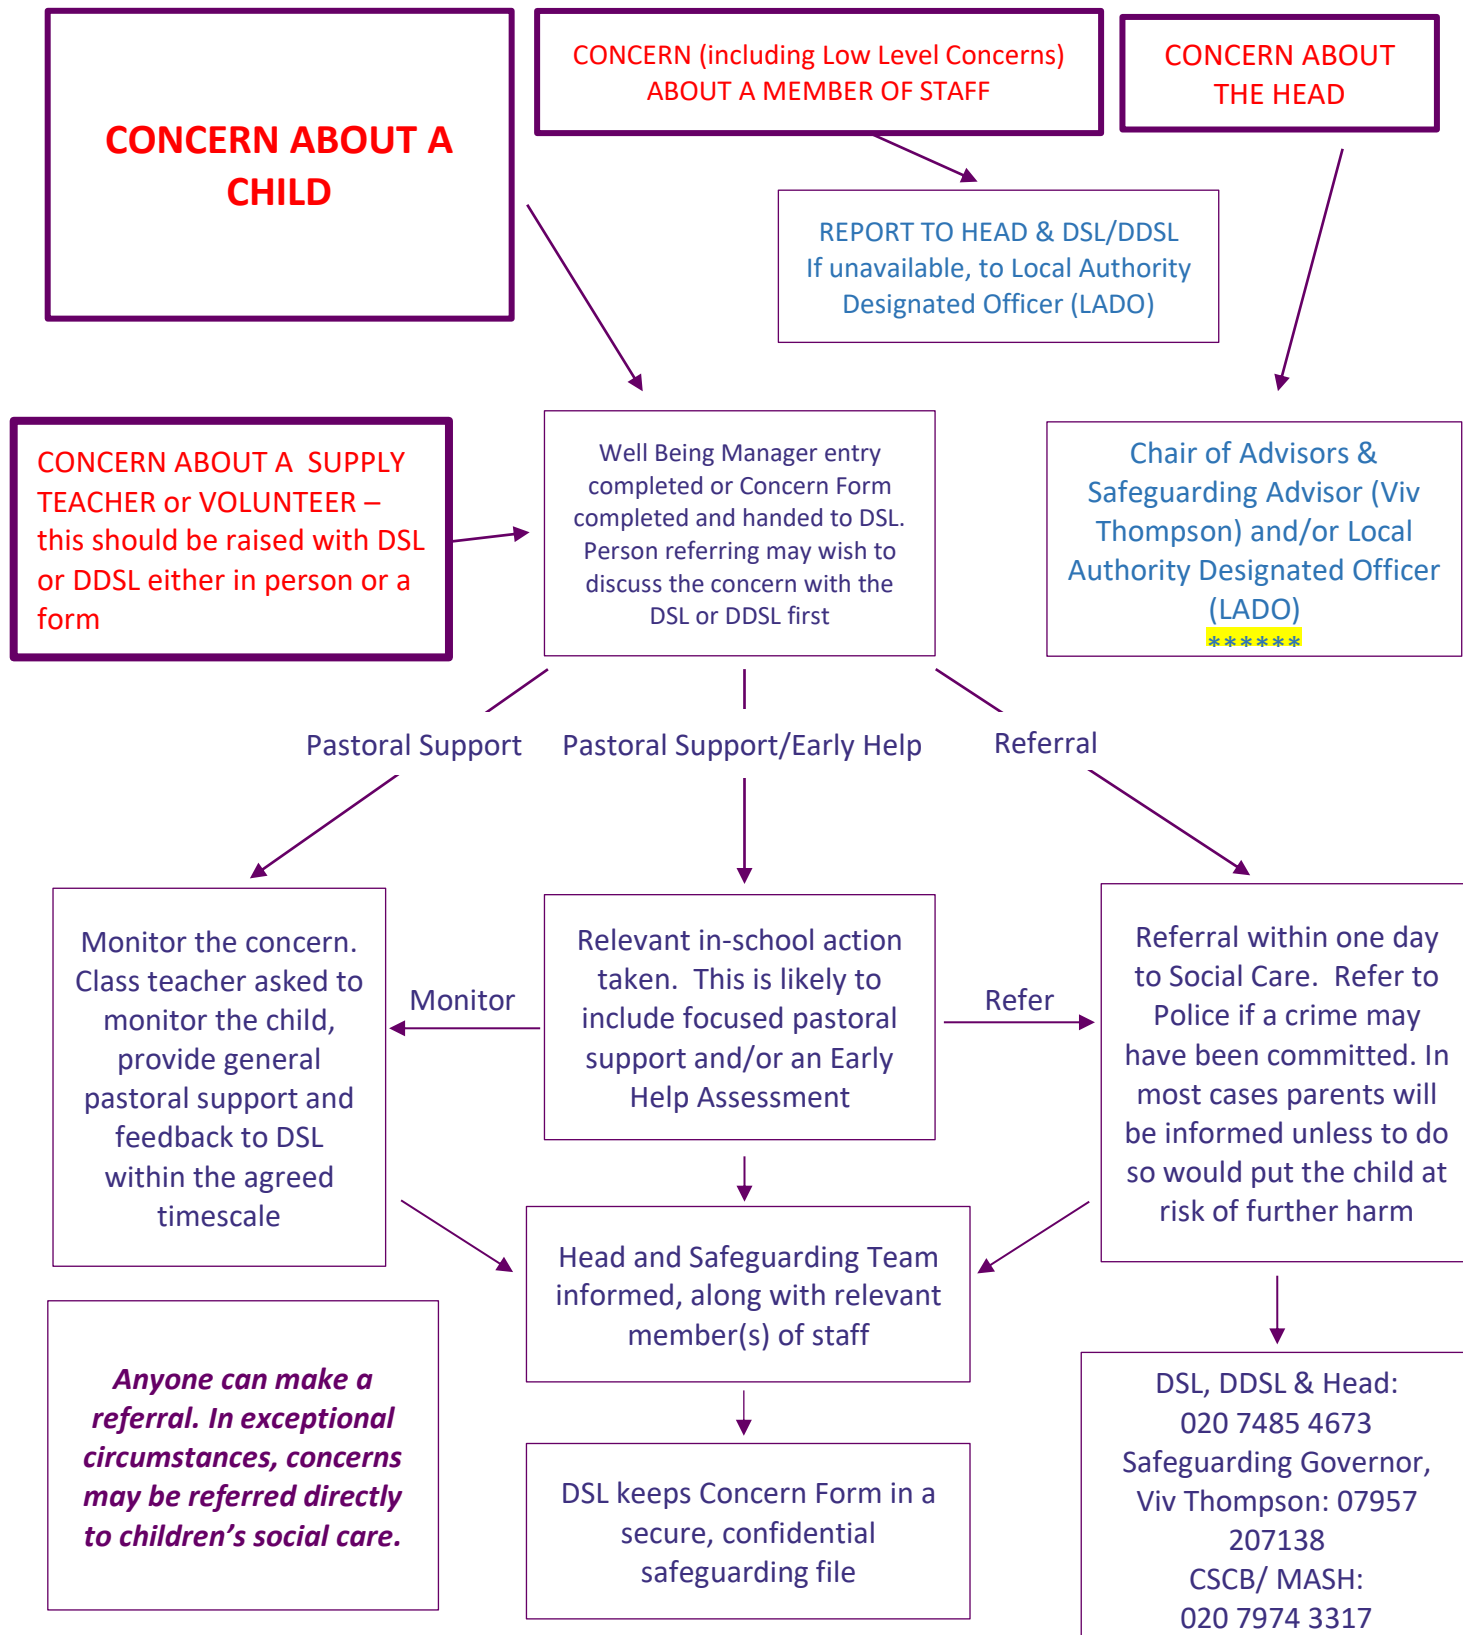 CONCERN ABOUT A
CHILD
CONCERN (including Low Level Concerns)
ABOUT A MEMBER OF STAFF
CONCERN ABOUT
THE HEAD
REPORT TO HEAD & DSL/DDSL
If unavailable, to Local Authority
Designated Officer (LADO)
CONCERN ABOUT A  SUPPLY
TEACHER or VOLUNTEER –
this should be raised with DSL
or DDSL either in person or a
form
Well Being Manager entry
completed or Concern Form
completed and handed to DSL.
Person referring may wish to
discuss the concern with the
DSL or DDSL first
Chair of Advisors &
Safeguarding Advisor (Viv
Thompson) and/or Local
Authority Designated Officer
(LADO)
******
Pastoral Support
Pastoral Support/Early Help
Referral
Monitor the concern.
Class teacher asked to
monitor the child,
provide general
pastoral support and
feedback to DSL
within the agreed
timescale
Monitor
Relevant in-school action
taken.  This is likely to
include focused pastoral
support and/or an Early
Help Assessment
Refer
Referral within one day
to Social Care.  Refer to
Police if a crime may
have been committed. In
most cases parents will
be informed unless to do
so would put the child at
risk of further harm
Head and Safeguarding Team
informed, along with relevant
member(s) of staff
Anyone can make a
referral. In exceptional
circumstances, concerns
may be referred directly
to children’s social care.
DSL keeps Concern Form in a
secure, confidential
safeguarding file
DSL, DDSL & Head:
020 7485 4673
Safeguarding Governor,
Viv Thompson: 07957
207138
CSCB/ MASH:
020 7974 3317